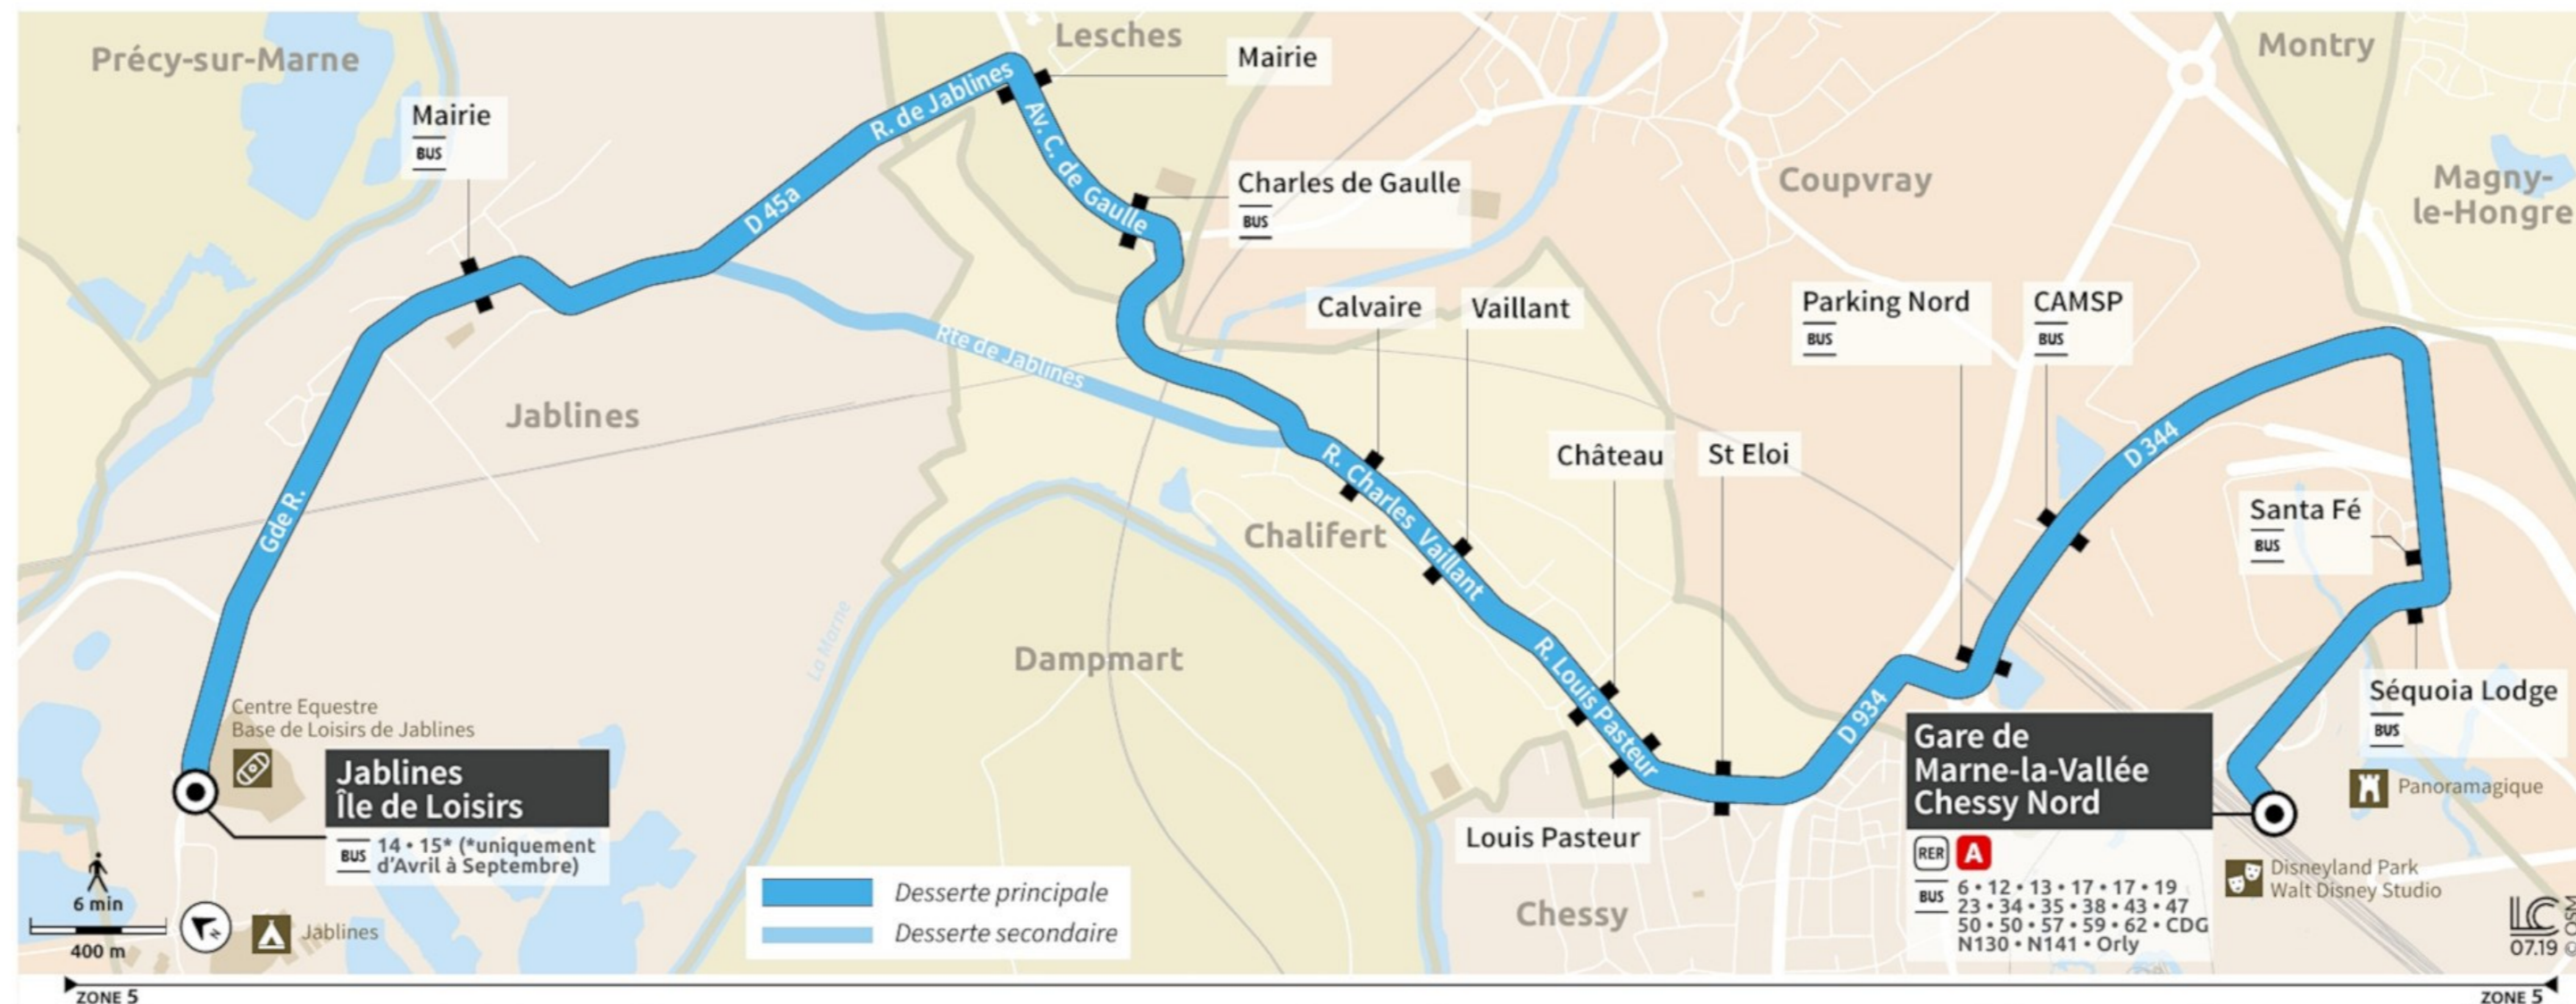 Précy-sur-Marne
Lesches
Montry
Mairie
Mairie
BUS
R. de Jablines
Av. C. de Gaulle
Charles de Gaulle
BUS
Coupvray
Magny-
le-Hongre
D 45a
Calvaire
Vaillant
Parking Nord
BUS
CAMSP
BUS
Rte de Jablines
Jablines
Château
St Eloi
D 344
Gde R.
R. Charles Vaillant
Chalifert
Santa Fé
BUS
La Marne
Dampmart
R. Louis Pasteur
D 934
Séquoia Lodge
BUS
Centre Equestre
Base de Loisirs de Jablines
Jablines
Île de Loisirs
BUS
14 • 15* (*uniquement
d'Avril à Septembre)
Gare de
Marne-la-Vallée
Chessy Nord
RER A
BUS
6 • 12 • 13 • 17 • 17 • 19
23 • 34 • 35 • 38 • 43 • 47
50 • 50 • 57 • 59 • 62 • CDG
N130 • N141 • Orly
Panoramagique
Disneyland Park
Walt Disney Studio
Louis Pasteur
Chessy
6 min
400 m
N
Jablines
Desserte principale
Desserte secondaire
LC
07.19
© OSM
ZONE 5
ZONE 5